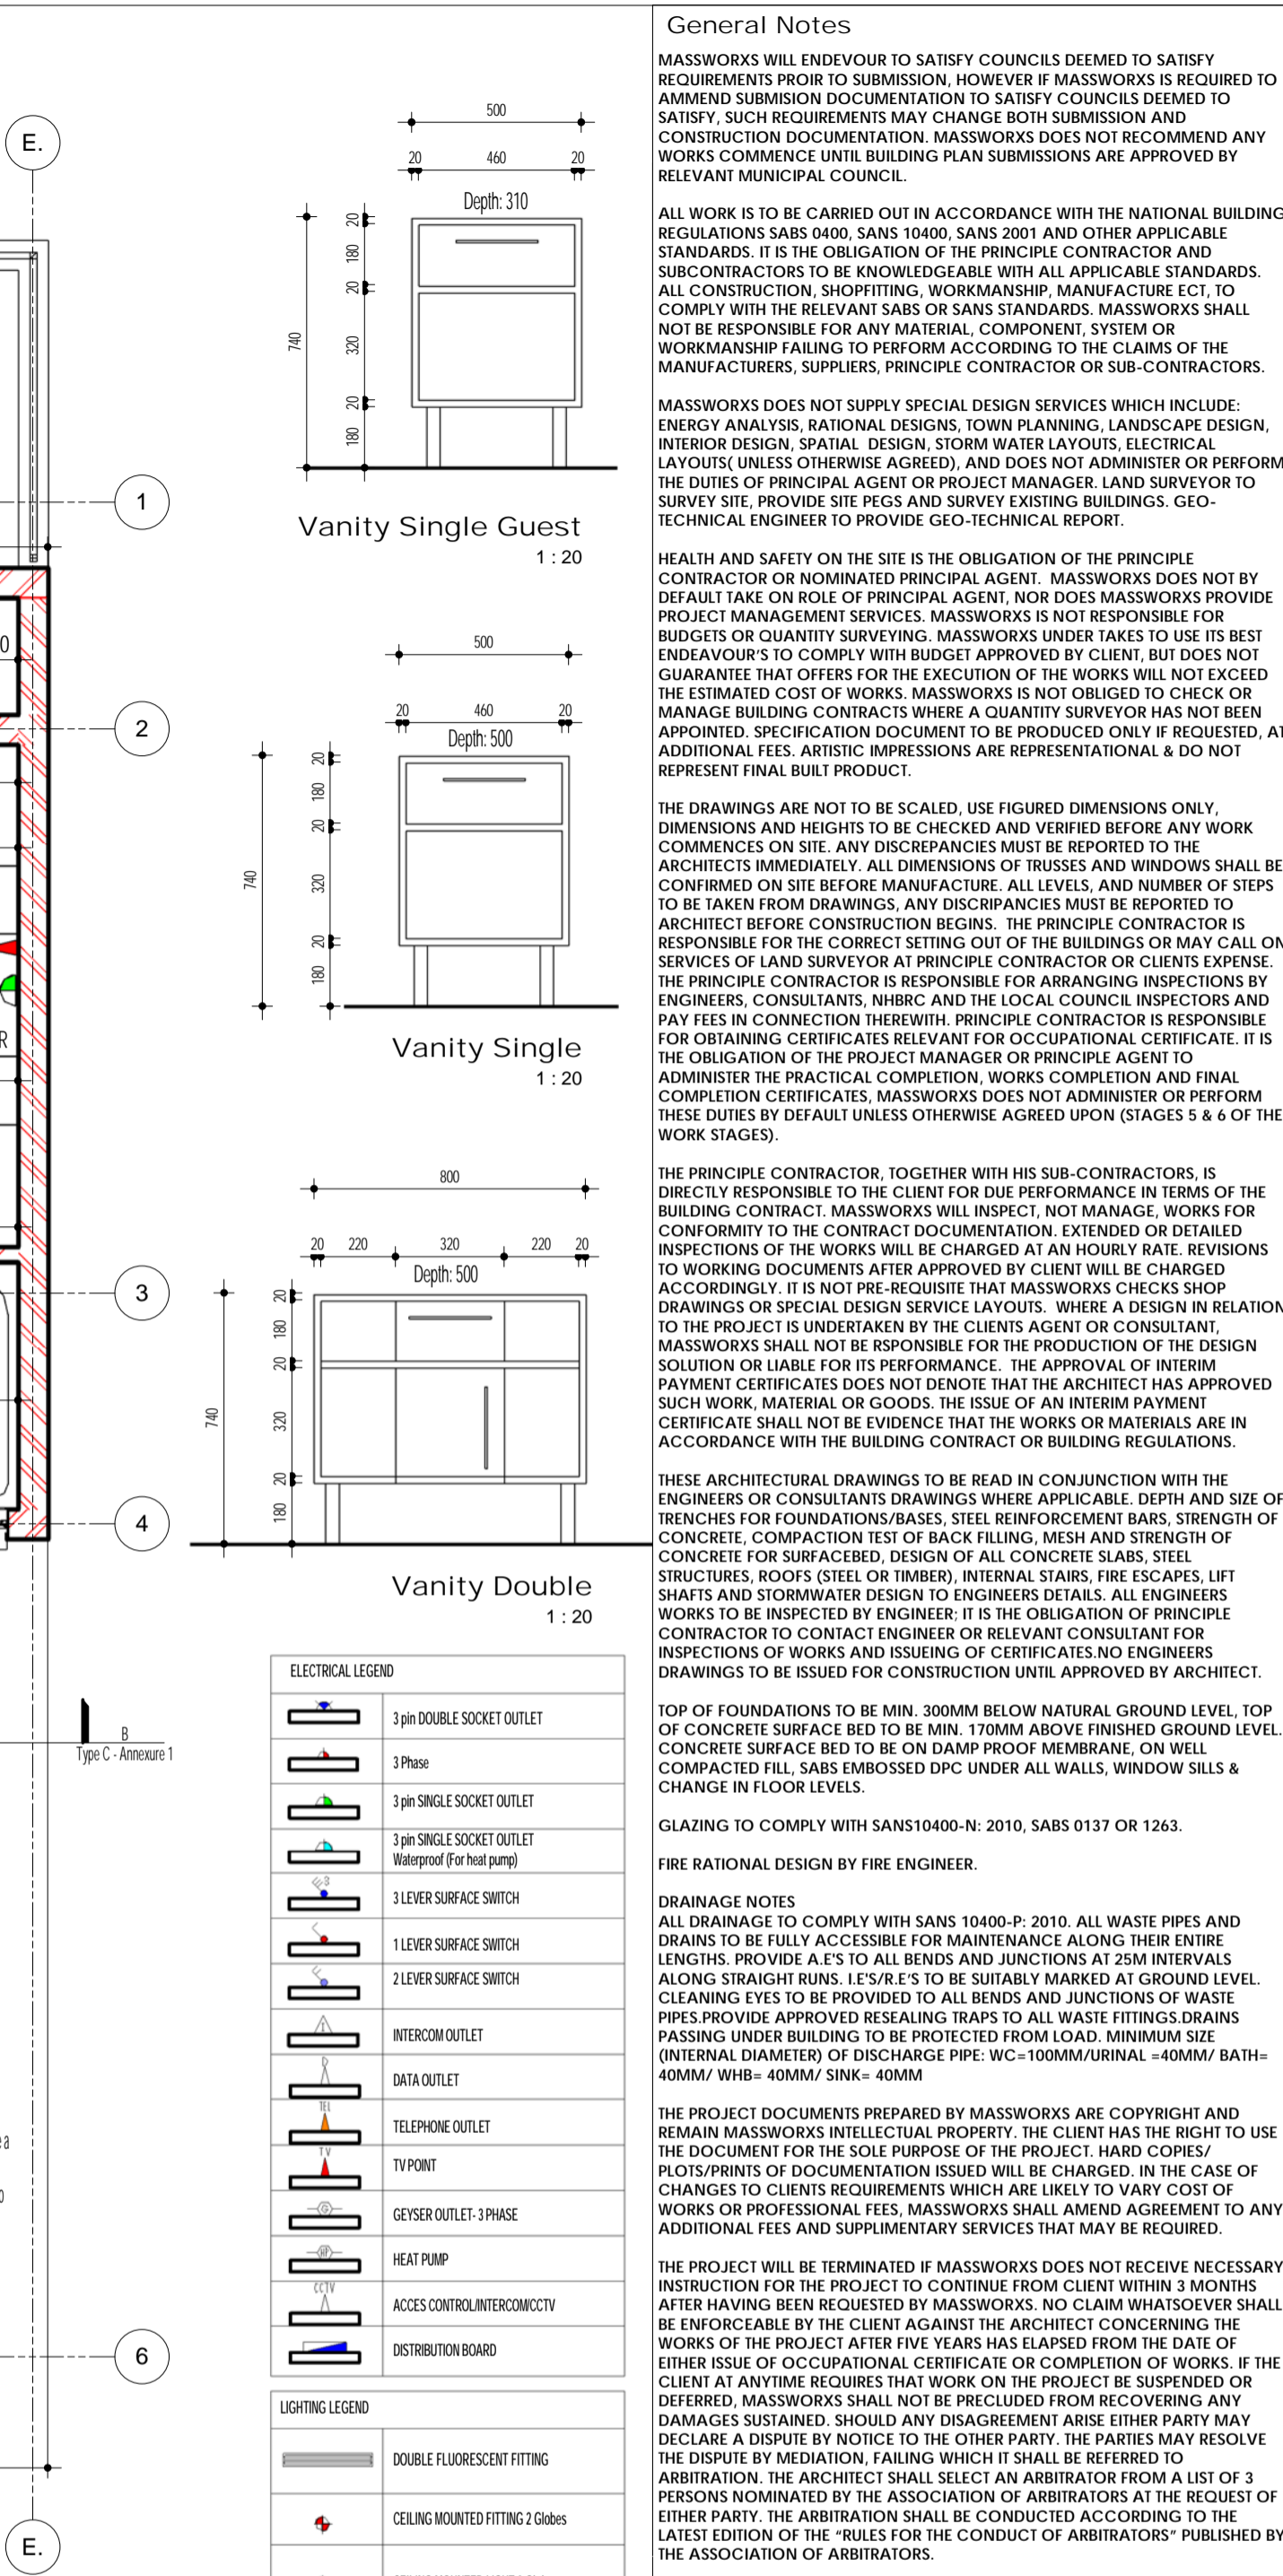 E.
1
2
3
4
B
Type C - Annexure 1
6
E.
0
R
500
20 460 20
Depth: 310
740
20
180
20
320
20
180
Vanity Single Guest
1 : 20
500
20 460 20
Depth: 500
740
20
180
20
320
20
180
Vanity Single
1 : 20
800
20 220 320 220 20
Depth: 500
740
20
180
20
320
20
180
Vanity Double
1 : 20
ELECTRICAL LEGEND
3 pin DOUBLE SOCKET OUTLET
3 Phase
3 pin SINGLE SOCKET OUTLET
3 pin SINGLE SOCKET OUTLET
Waterproof (For heat pump)
3 LEVER SURFACE SWITCH
1 LEVER SURFACE SWITCH
2 LEVER SURFACE SWITCH
I
INTERCOM OUTLET
D
DATA OUTLET
TEL
TELEPHONE OUTLET
TV
TV POINT
G
GEYSER OUTLET- 3 PHASE
HP
HEAT PUMP
CCTV
ACCES CONTROL/INTERCOM/CCTV
DISTRIBUTION BOARD
LIGHTING LEGEND
DOUBLE FLUORESCENT FITTING
CEILING MOUNTED FITTING 2 Globes
General Notes
MASSWORXS WILL ENDEVOUR TO SATISFY COUNCILS DEEMED TO SATISFY
REQUIREMENTS PROIR TO SUBMISSION, HOWEVER IF MASSWORXS IS REQUIRED TO
AMMEND SUBMISION DOCUMENTATION TO SATISFY COUNCILS DEEMED TO
SATISFY, SUCH REQUIREMENTS MAY CHANGE BOTH SUBMISSION AND
CONSTRUCTION DOCUMENTATION. MASSWORXS DOES NOT RECOMMEND ANY
WORKS COMMENCE UNTIL BUILDING PLAN SUBMISSIONS ARE APPROVED BY
RELEVANT MUNICIPAL COUNCIL.
ALL WORK IS TO BE CARRIED OUT IN ACCORDANCE WITH THE NATIONAL BUILDING
REGULATIONS SABS 0400, SANS 10400, SANS 2001 AND OTHER APPLICABLE
STANDARDS. IT IS THE OBLIGATION OF THE PRINCIPLE CONTRACTOR AND
SUBCONTRACTORS TO BE KNOWLEDGEABLE WITH ALL APPLICABLE STANDARDS.
ALL CONSTRUCTION, SHOPFITTING, WORKMANSHIP, MANUFACTURE ECT, TO
COMPLY WITH THE RELEVANT SABS OR SANS STANDARDS. MASSWORXS SHALL
NOT BE RESPONSIBLE FOR ANY MATERIAL, COMPONENT, SYSTEM OR
WORKMANSHIP FAILING TO PERFORM ACCORDING TO THE CLAIMS OF THE
MANUFACTURERS, SUPPLIERS, PRINCIPLE CONTRACTOR OR SUB-CONTRACTORS.
MASSWORXS DOES NOT SUPPLY SPECIAL DESIGN SERVICES WHICH INCLUDE:
ENERGY ANALYSIS, RATIONAL DESIGNS, TOWN PLANNING, LANDSCAPE DESIGN,
INTERIOR DESIGN, SPATIAL DESIGN, STORM WATER LAYOUTS, ELECTRICAL
LAYOUTS( UNLESS OTHERWISE AGREED), AND DOES NOT ADMINISTER OR PERFORM
THE DUTIES OF PRINCIPAL AGENT OR PROJECT MANAGER. LAND SURVEYOR TO
SURVEY SITE, PROVIDE SITE PEGS AND SURVEY EXISTING BUILDINGS. GEO-
TECHNICAL ENGINEER TO PROVIDE GEO-TECHNICAL REPORT.
HEALTH AND SAFETY ON THE SITE IS THE OBLIGATION OF THE PRINCIPLE
CONTRACTOR OR NOMINATED PRINCIPAL AGENT. MASSWORXS DOES NOT BY
DEFAULT TAKE ON ROLE OF PRINCIPAL AGENT, NOR DOES MASSWORXS PROVIDE
PROJECT MANAGEMENT SERVICES. MASSWORXS IS NOT RESPONSIBLE FOR
BUDGETS OR QUANTITY SURVEYING. MASSWORXS UNDER TAKES TO USE ITS BEST
ENDEAVOUR'S TO COMPLY WITH BUDGET APPROVED BY CLIENT, BUT DOES NOT
GUARANTEE THAT OFFERS FOR THE EXECUTION OF THE WORKS WILL NOT EXCEED
THE ESTIMATED COST OF WORKS. MASSWORXS IS NOT OBLIGED TO CHECK OR
MANAGE BUILDING CONTRACTS WHERE A QUANTITY SURVEYOR HAS NOT BEEN
APPOINTED. SPECIFICATION DOCUMENT TO BE PRODUCED ONLY IF REQUESTED, AT
ADDITIONAL FEES. ARTISTIC IMPRESSIONS ARE REPRESENTATIONAL & DO NOT
REPRESENT FINAL BUILT PRODUCT.
THE DRAWINGS ARE NOT TO BE SCALED, USE FIGURED DIMENSIONS ONLY,
DIMENSIONS AND HEIGHTS TO BE CHECKED AND VERIFIED BEFORE ANY WORK
COMMENCES ON SITE. ANY DISCREPANCIES MUST BE REPORTED TO THE
ARCHITECTS IMMEDIATELY. ALL DIMENSIONS OF TRUSSES AND WINDOWS SHALL BE
CONFIRMED ON SITE BEFORE MANUFACTURE. ALL LEVELS, AND NUMBER OF STEPS
TO BE TAKEN FROM DRAWINGS, ANY DISCRIPANCIES MUST BE REPORTED TO
ARCHITECT BEFORE CONSTRUCTION BEGINS. THE PRINCIPLE CONTRACTOR IS
RESPONSIBLE FOR THE CORRECT SETTING OUT OF THE BUILDINGS OR MAY CALL ON
SERVICES OF LAND SURVEYOR AT PRINCIPLE CONTRACTOR OR CLIENTS EXPENSE.
THE PRINCIPLE CONTRACTOR IS RESPONSIBLE FOR ARRANGING INSPECTIONS BY
ENGINEERS, CONSULTANTS, NHBRC AND THE LOCAL COUNCIL INSPECTORS AND
PAY FEES IN CONNECTION THEREWITH. PRINCIPLE CONTRACTOR IS RESPONSIBLE
FOR OBTAINING CERTIFICATES RELEVANT FOR OCCUPATIONAL CERTIFICATE. IT IS
THE OBLIGATION OF THE PROJECT MANAGER OR PRINCIPLE AGENT TO
ADMINISTER THE PRACTICAL COMPLETION, WORKS COMPLETION AND FINAL
COMPLETION CERTIFICATES, MASSWORXS DOES NOT ADMINISTER OR PERFORM
THESE DUTIES BY DEFAULT UNLESS OTHERWISE AGREED UPON (STAGES 5 & 6 OF THE
WORK STAGES).
THE PRINCIPLE CONTRACTOR, TOGETHER WITH HIS SUB-CONTRACTORS, IS
DIRECTLY RESPONSIBLE TO THE CLIENT FOR DUE PERFORMANCE IN TERMS OF THE
BUILDING CONTRACT. MASSWORXS WILL INSPECT, NOT MANAGE, WORKS FOR
CONFORMITY TO THE CONTRACT DOCUMENTATION. EXTENDED OR DETAILED
INSPECTIONS OF THE WORKS WILL BE CHARGED AT AN HOURLY RATE. REVISIONS
TO WORKING DOCUMENTS AFTER APPROVED BY CLIENT WILL BE CHARGED
ACCORDINGLY. IT IS NOT PRE-REQUISITE THAT MASSWORXS CHECKS SHOP
DRAWINGS OR SPECIAL DESIGN SERVICE LAYOUTS. WHERE A DESIGN IN RELATION
TO THE PROJECT IS UNDERTAKEN BY THE CLIENTS AGENT OR CONSULTANT,
MASSWORXS SHALL NOT BE RSPONSIBLE FOR THE PRODUCTION OF THE DESIGN
SOLUTION OR LIABLE FOR ITS PERFORMANCE. THE APPROVAL OF INTERIM
PAYMENT CERTIFICATES DOES NOT DENOTE THAT THE ARCHITECT HAS APPROVED
SUCH WORK, MATERIAL OR GOODS. THE ISSUE OF AN INTERIM PAYMENT
CERTIFICATE SHALL NOT BE EVIDENCE THAT THE WORKS OR MATERIALS ARE IN
ACCORDANCE WITH THE BUILDING CONTRACT OR BUILDING REGULATIONS.
THESE ARCHITECTURAL DRAWINGS TO BE READ IN CONJUNCTION WITH THE
ENGINEERS OR CONSULTANTS DRAWINGS WHERE APPLICABLE. DEPTH AND SIZE OF
TRENCHES FOR FOUNDATIONS/BASES, STEEL REINFORCEMENT BARS, STRENGTH OF
CONCRETE, COMPACTION TEST OF BACK FILLING, MESH AND STRENGTH OF
CONCRETE FOR SURFACEBED, DESIGN OF ALL CONCRETE SLABS, STEEL
STRUCTURES, ROOFS (STEEL OR TIMBER), INTERNAL STAIRS, FIRE ESCAPES, LIFT
SHAFTS AND STORMWATER DESIGN TO ENGINEERS DETAILS. ALL ENGINEERS
WORKS TO BE INSPECTED BY ENGINEER; IT IS THE OBLIGATION OF PRINCIPLE
CONTRACTOR TO CONTACT ENGINEER OR RELEVANT CONSULTANT FOR
INSPECTIONS OF WORKS AND ISSUEING OF CERTIFICATES.NO ENGINEERS
DRAWINGS TO BE ISSUED FOR CONSTRUCTION UNTIL APPROVED BY ARCHITECT.
TOP OF FOUNDATIONS TO BE MIN. 300MM BELOW NATURAL GROUND LEVEL, TOP
OF CONCRETE SURFACE BED TO BE MIN. 170MM ABOVE FINISHED GROUND LEVEL.
CONCRETE SURFACE BED TO BE ON DAMP PROOF MEMBRANE, ON WELL
COMPACTED FILL, SABS EMBOSSED DPC UNDER ALL WALLS, WINDOW SILLS &
CHANGE IN FLOOR LEVELS.
GLAZING TO COMPLY WITH SANS10400-N: 2010, SABS 0137 OR 1263.
FIRE RATIONAL DESIGN BY FIRE ENGINEER.
DRAINAGE NOTES
ALL DRAINAGE TO COMPLY WITH SANS 10400-P: 2010. ALL WASTE PIPES AND
DRAINS TO BE FULLY ACCESSIBLE FOR MAINTENANCE ALONG THEIR ENTIRE
LENGTHS. PROVIDE A.E'S TO ALL BENDS AND JUNCTIONS AT 25M INTERVALS
ALONG STRAIGHT RUNS. I.E'S/R.E'S TO BE SUITABLY MARKED AT GROUND LEVEL.
CLEANING EYES TO BE PROVIDED TO ALL BENDS AND JUNCTIONS OF WASTE
PIPES.PROVIDE APPROVED RESEALING TRAPS TO ALL WASTE FITTINGS.DRAINS
PASSING UNDER BUILDING TO BE PROTECTED FROM LOAD. MINIMUM SIZE
(INTERNAL DIAMETER) OF DISCHARGE PIPE: WC=100MM/URINAL =40MM/ BATH=
40MM/ WHB= 40MM/ SINK= 40MM
THE PROJECT DOCUMENTS PREPARED BY MASSWORXS ARE COPYRIGHT AND
REMAIN MASSWORXS INTELLECTUAL PROPERTY. THE CLIENT HAS THE RIGHT TO USE
THE DOCUMENT FOR THE SOLE PURPOSE OF THE PROJECT. HARD COPIES/
PLOTS/PRINTS OF DOCUMENTATION ISSUED WILL BE CHARGED. IN THE CASE OF
CHANGES TO CLIENTS REQUIREMENTS WHICH ARE LIKELY TO VARY COST OF
WORKS OR PROFESSIONAL FEES, MASSWORXS SHALL AMEND AGREEMENT TO ANY
ADDITIONAL FEES AND SUPPLIMENTARY SERVICES THAT MAY BE REQUIRED.
THE PROJECT WILL BE TERMINATED IF MASSWORXS DOES NOT RECEIVE NECESSARY
INSTRUCTION FOR THE PROJECT TO CONTINUE FROM CLIENT WITHIN 3 MONTHS
AFTER HAVING BEEN REQUESTED BY MASSWORXS. NO CLAIM WHATSOEVER SHALL
BE ENFORCEABLE BY THE CLIENT AGAINST THE ARCHITECT CONCERNING THE
WORKS OF THE PROJECT AFTER FIVE YEARS HAS ELAPSED FROM THE DATE OF
EITHER ISSUE OF OCCUPATIONAL CERTIFICATE OR COMPLETION OF WORKS. IF THE
CLIENT AT ANYTIME REQUIRES THAT WORK ON THE PROJECT BE SUSPENDED OR
DEFERRED, MASSWORXS SHALL NOT BE PRECLUDED FROM RECOVERING ANY
DAMAGES SUSTAINED. SHOULD ANY DISAGREEMENT ARISE EITHER PARTY MAY
DECLARE A DISPUTE BY NOTICE TO THE OTHER PARTY. THE PARTIES MAY RESOLVE
THE DISPUTE BY MEDIATION, FAILING WHICH IT SHALL BE REFERRED TO
ARBITRATION. THE ARCHITECT SHALL SELECT AN ARBITRATOR FROM A LIST OF 3
PERSONS NOMINATED BY THE ASSOCIATION OF ARBITRATORS AT THE REQUEST OF
EITHER PARTY. THE ARBITRATION SHALL BE CONDUCTED ACCORDING TO THE
LATEST EDITION OF THE “RULES FOR THE CONDUCT OF ARBITRATORS” PUBLISHED BY
THE ASSOCIATION OF ARBITRATORS.